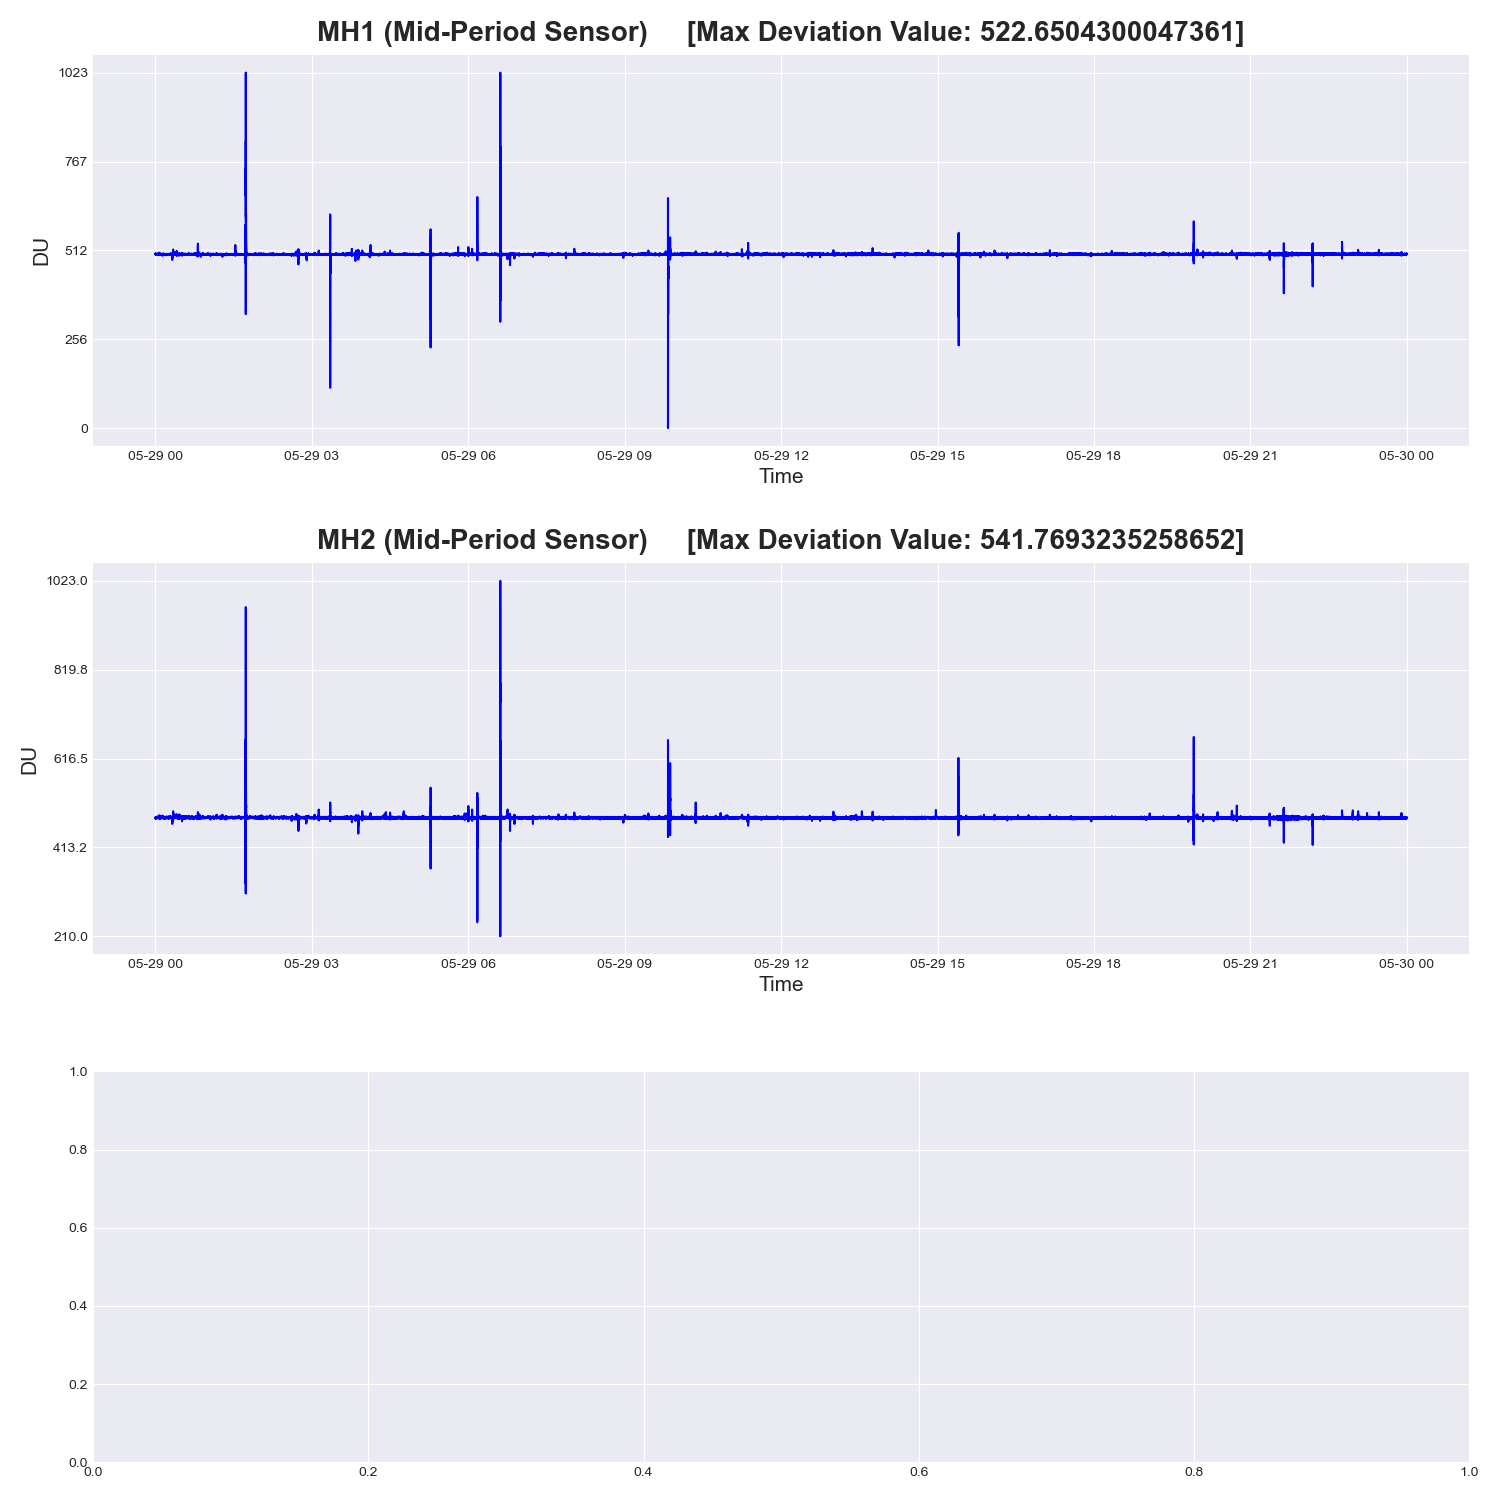 MH1 (Mid-Period Sensor) [Max Deviation Value: 522.6504300047361]
1023
767
512
256
0
DU
05-29 00 05-29 03 05-29 06 05-29 09 05-29 12 05-29 15 05-29 18 05-29 21 05-30 00
Time
MH2 (Mid-Period Sensor) [Max Deviation Value: 541.7693235258652]
1023.0
819.8
616.5
413.2
210.0
DU
05-29 00 05-29 03 05-29 06 05-29 09 05-29 12 05-29 15 05-29 18 05-29 21 05-30 00
Time
1.0
0.8
0.6
0.4
0.2
0.0
0.0 0.2 0.4 0.6 0.8 1.0